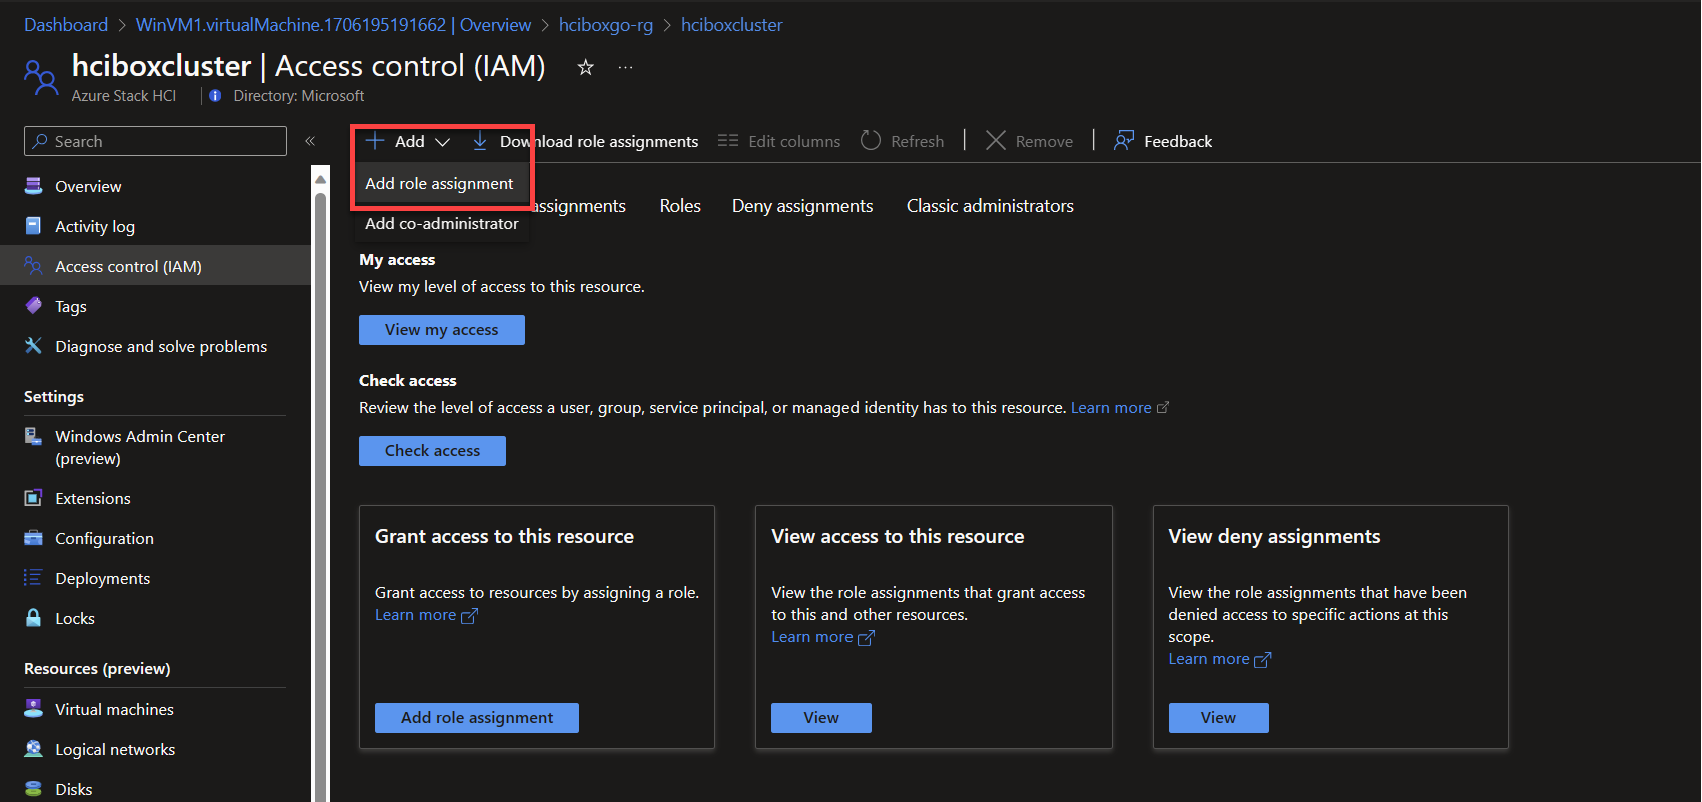 Dashboard > WinVM1.virtualMachine.1706195191662 | Overview > hciboxgo-rg > hciboxcluster
hciboxcluster | Access control (IAM)
Azure Stack HCI | Directory: Microsoft
Search
Overview
Activity log
Access control (IAM)
Tags
Diagnose and solve problems
Settings
Windows Admin Center
(preview)
Extensions
Configuration
Deployments
Locks
Resources (preview)
Virtual machines
Logical networks
Disks
Add Download role assignments Edit columns Refresh | Remove | Feedback
Add role assignment
Add co-administrator
assignments Roles Deny assignments Classic administrators
My access
View my level of access to this resource.
View my access
Check access
Review the level of access a user, group, service principal, or managed identity has to this resource. Learn more
Check access
Grant access to this resource
Grant access to resources by assigning a role.
Learn more
Add role assignment
View access to this resource
View the role assignments that grant access
to this and other resources.
Learn more
View
View deny assignments
View the role assignments that have been
denied access to specific actions at this
scope.
Learn more
View